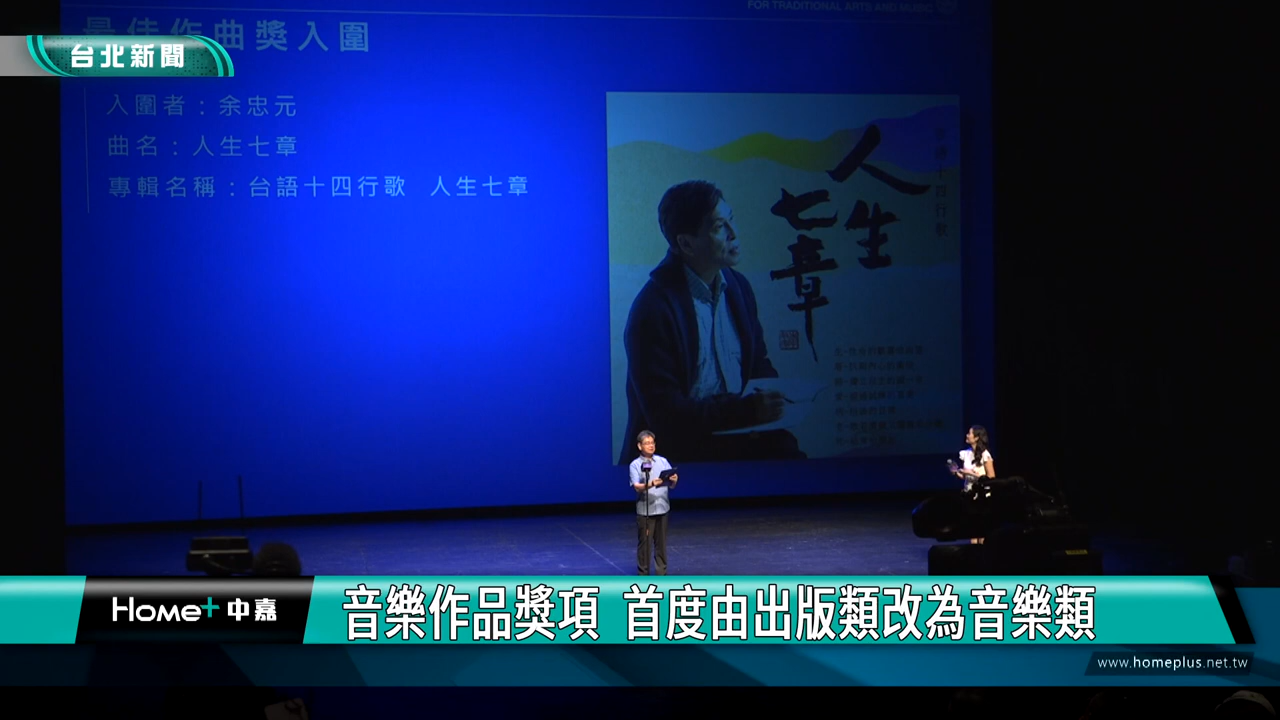 FOR TRADITIONAL ARTS AND MUSIC
最佳作曲獎入圍
台北新聞
入圍者：余忠元
曲名：人生七章
專輯名稱：台語十四行歌 人生七章
人生
七章
Home+ 中嘉
音樂作品獎項 首度由出版類改為音樂類
www.homeplus.net.tw